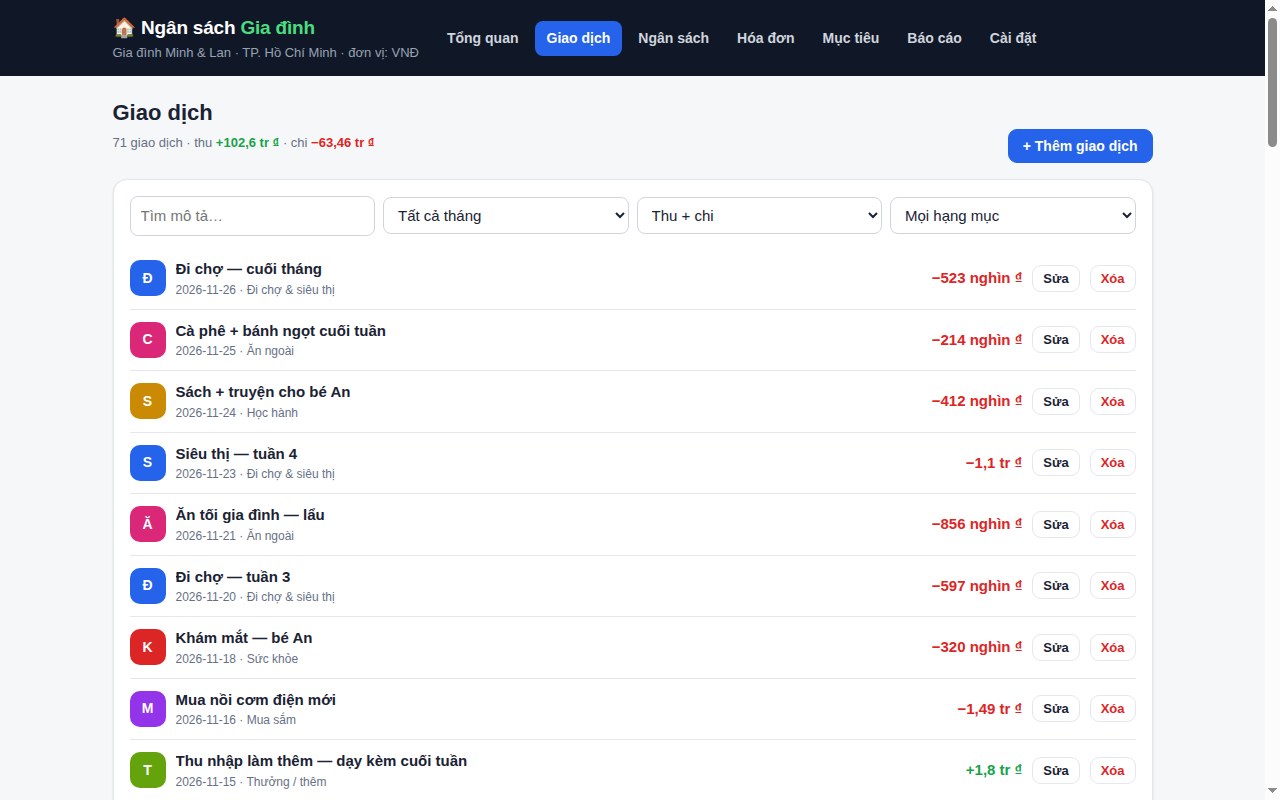 🏠 Ngân sách Gia đình
Gia đình Minh & Lan · TP. Hồ Chí Minh · đơn vị: VNĐ
Tổng quan
Giao dịch
Ngân sách
Hóa đơn
Mục tiêu
Báo cáo
Cài đặt
Giao dịch
71 giao dịch · thu +102,6 tr ₫ · chi −63,46 tr ₫
+ Thêm giao dịch
Tìm mô tả…
Tất cả tháng
Thu + chi
Mọi hạng mục
Đ
Đi chợ — cuối tháng
2026-11-26 · Đi chợ & siêu thị
−523 nghìn ₫
Sửa
Xóa
C
Cà phê + bánh ngọt cuối tuần
2026-11-25 · Ăn ngoài
−214 nghìn ₫
Sửa
Xóa
S
Sách + truyện cho bé An
2026-11-24 · Học hành
−412 nghìn ₫
Sửa
Xóa
S
Siêu thị — tuần 4
2026-11-23 · Đi chợ & siêu thị
−1,1 tr ₫
Sửa
Xóa
Ă
Ăn tối gia đình — lẩu
2026-11-21 · Ăn ngoài
−856 nghìn ₫
Sửa
Xóa
Đ
Đi chợ — tuần 3
2026-11-20 · Đi chợ & siêu thị
−597 nghìn ₫
Sửa
Xóa
K
Khám mắt — bé An
2026-11-18 · Sức khỏe
−320 nghìn ₫
Sửa
Xóa
M
Mua nồi cơm điện mới
2026-11-16 · Mua sắm
−1,49 tr ₫
Sửa
Xóa
T
Thu nhập làm thêm — dạy kèm cuối tuần
2026-11-15 · Thưởng / thêm
+1,8 tr ₫
Sửa
Xóa